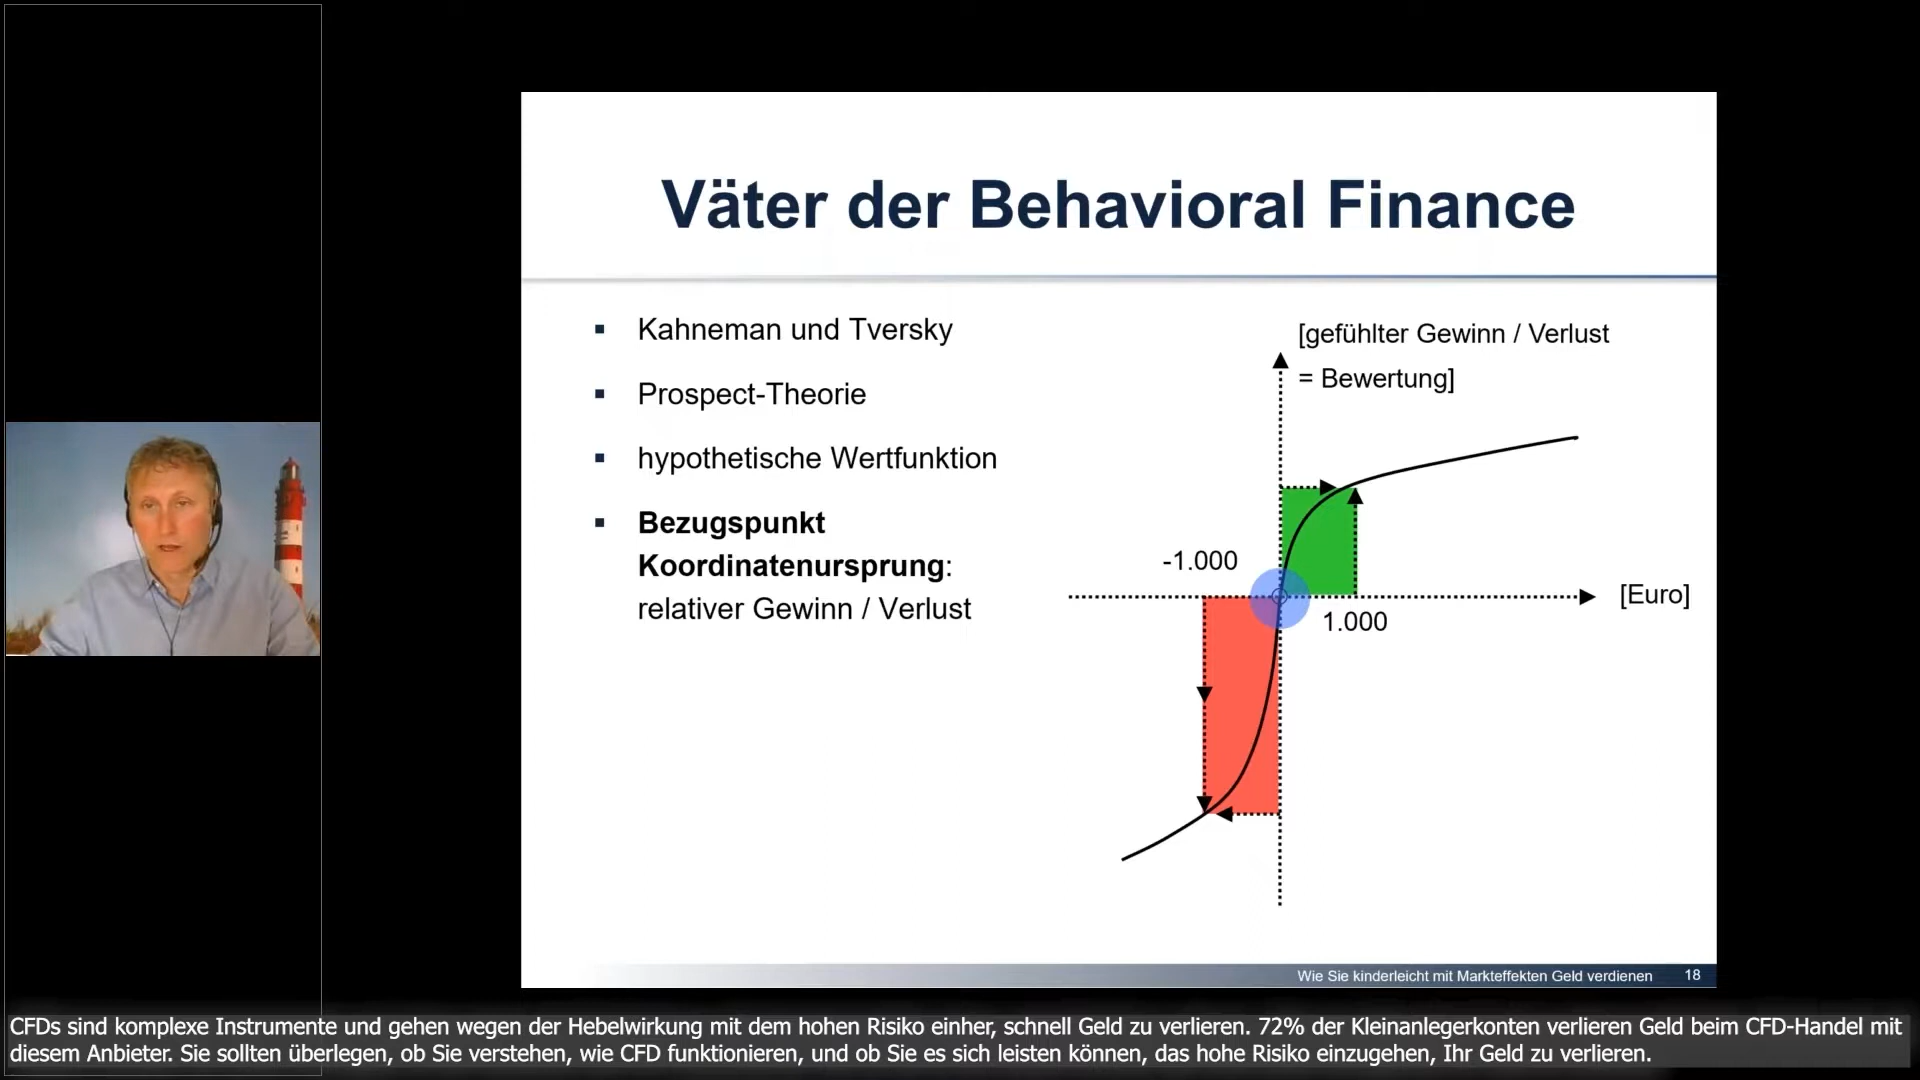 Väter der Behavioral Finance
Kahneman und Tversky
Prospect-Theorie
hypothetische Wertfunktion
Bezugspunkt
Koordinatenursprung:
relativer Gewinn / Verlust
[gefühlter Gewinn / Verlust
= Bewertung]
-1.000
[Euro]
1.000
Wie Sie kinderleicht mit Markteffekten Geld verdienen 18
CFDs sind komplexe Instrumente und gehen wegen der Hebelwirkung mit dem hohen Risiko einher, schnell Geld zu verlieren. 72% der Kleinanlegerkonten verlieren Geld beim CFD-Handel mit
diesem Anbieter. Sie sollten überlegen, ob Sie verstehen, wie CFD funktionieren, und ob Sie es sich leisten können, das hohe Risiko einzugehen, Ihr Geld zu verlieren.